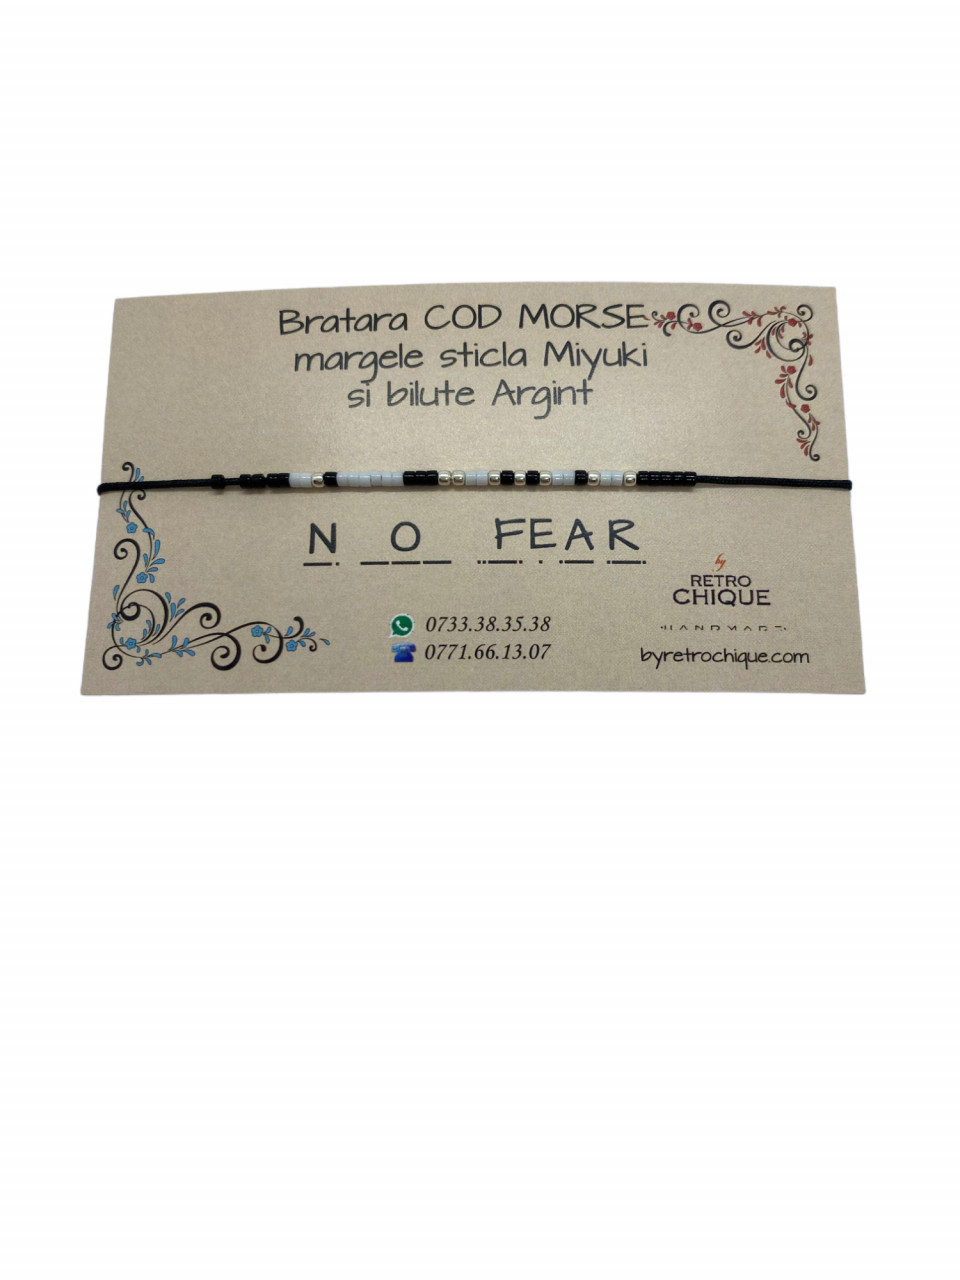 Bratara COD MORSE
margele sticla Miyuki
si bilute Argint
N O FEAR
0733.38.35.38
0771.66.13.07
RETRO
CHIQUE
HANDMADE
byretrochique.com